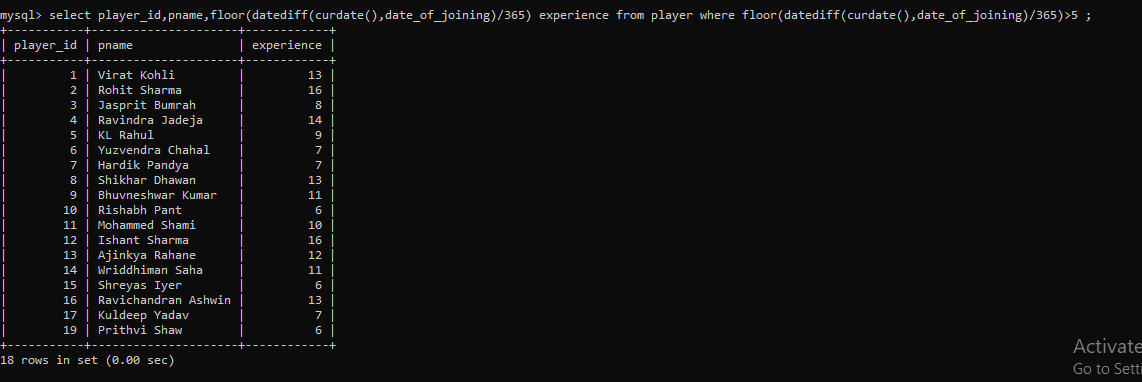 mysql> select player_id,pname,floor(datediff(curdate(),date_of_joining)/365) experience from player where floor(datediff(curdate(),date_of_joining)/365)>5 ;
+-----------+---------------------+------------+
| player_id | pname               | experience |
+-----------+---------------------+------------+
|         1 | Virat Kohli         |         13 |
|         2 | Rohit Sharma        |         16 |
|         3 | Jasprit Bumrah      |          8 |
|         4 | Ravindra Jadeja     |         14 |
|         5 | KL Rahul            |          9 |
|         6 | Yuzvendra Chahal    |          7 |
|         7 | Hardik Pandya       |          7 |
|         8 | Shikhar Dhawan      |         13 |
|         9 | Bhuvneshwar Kumar   |         11 |
|        10 | Rishabh Pant        |          6 |
|        11 | Mohammed Shami      |         10 |
|        12 | Ishant Sharma       |         16 |
|        13 | Ajinkya Rahane      |         12 |
|        14 | Wriddhiman Saha     |         11 |
|        15 | Shreyas Iyer        |          6 |
|        16 | Ravichandran Ashwin |         13 |
|        17 | Kuldeep Yadav       |          7 |
|        19 | Prithvi Shaw        |          6 |
+-----------+---------------------+------------+
18 rows in set (0.00 sec)
Activate
Go to Setti